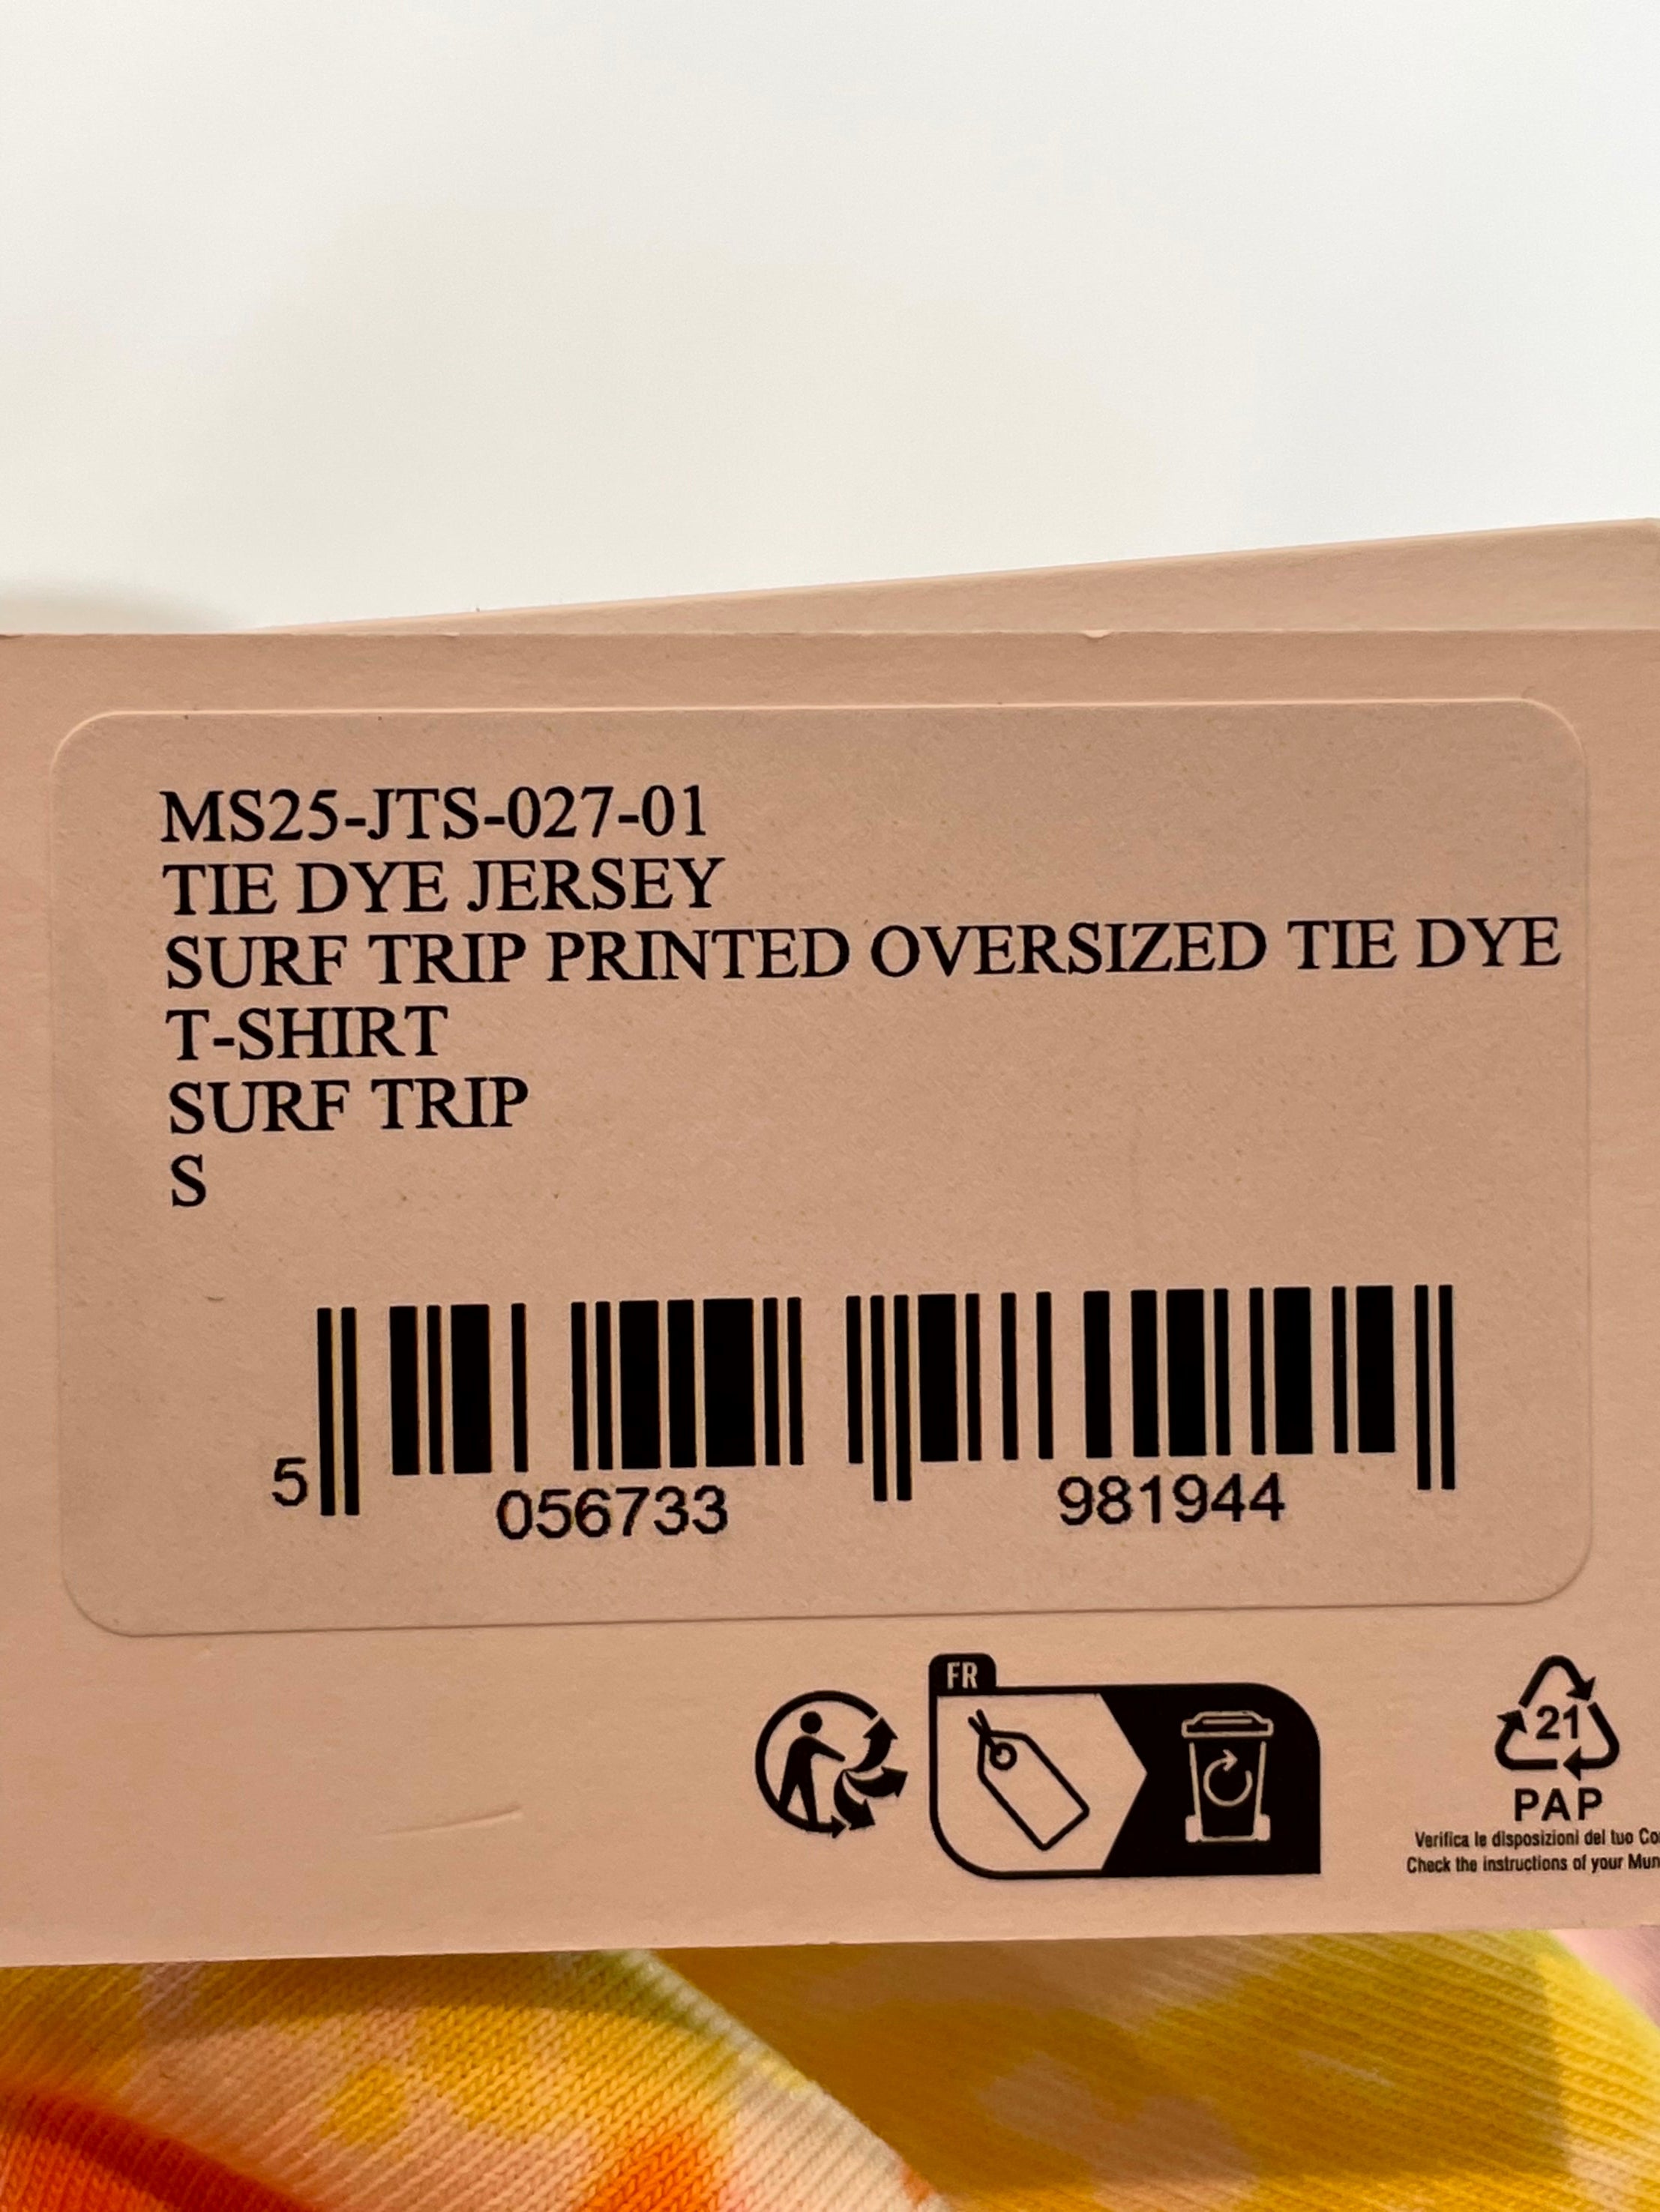 MS25-JTS-027-01
TIE DYE JERSEY
SURF TRIP PRINTED OVERSIZED TIE DYE
T-SHIRT
SURF TRIP
S
5 056733 981944
FR
21
PAP
Verifica le disposizioni del tuo
Check the instructions of your